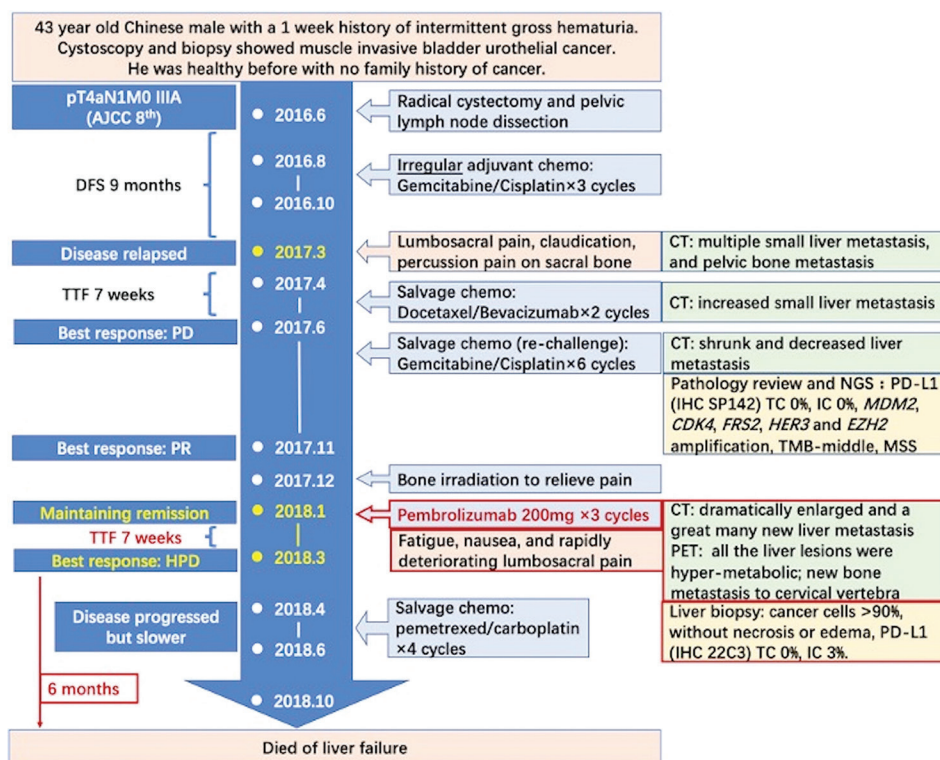 43 year old Chinese male with a 1 week history of intermittent gross hematuria.
Cystoscopy and biopsy showed muscle invasive bladder urothelial cancer.
He was healthy before with no family history of cancer.
pT4aN1M0 IIIA
(AJCC 8th)
2016.6
Radical cystectomy and pelvic
lymph node dissection
DFS 9 months
2016.8
2016.10
Irregular adjuvant chemo:
Gemcitabine/Cisplatin×3 cycles
Disease relapsed
2017.3
Lumbosacral pain, claudication,
percussion pain on sacral bone
CT: multiple small liver metastasis,
and pelvic bone metastasis
TTF 7 weeks
2017.4
Salvage chemo:
Docetaxel/Bevacizumab×2 cycles
CT: increased small liver metastasis
Best response: PD
2017.6
Salvage chemo (re-challenge):
Gemcitabine/Cisplatin×6 cycles
CT: shrunk and decreased liver
metastasis
Pathology review and NGS : PD-L1
(IHC SP142) TC 0%, IC 0%, MDM2,
CDK4, FRS2, HER3 and EZH2
amplification, TMB-middle, MSS
Best response: PR
2017.11
2017.12
Bone irradiation to relieve pain
Maintaining remission
2018.1
Pembrolizumab 200mg ×3 cycles
TTF 7 weeks
Fatigue, nausea, and rapidly
deteriorating lumbosacral pain
CT: dramatically enlarged and a
great many new liver metastasis
PET: all the liver lesions were
hyper-metabolic; new bone
metastasis to cervical vertebra
Best response: HPD
2018.3
Disease progressed
but slower
2018.4
2018.6
Salvage chemo:
pemetrexed/carboplatin
×4 cycles
Liver biopsy: cancer cells >90%,
without necrosis or edema, PD-L1
(IHC 22C3) TC 0%, IC 3%.
6 months
2018.10
Died of liver failure